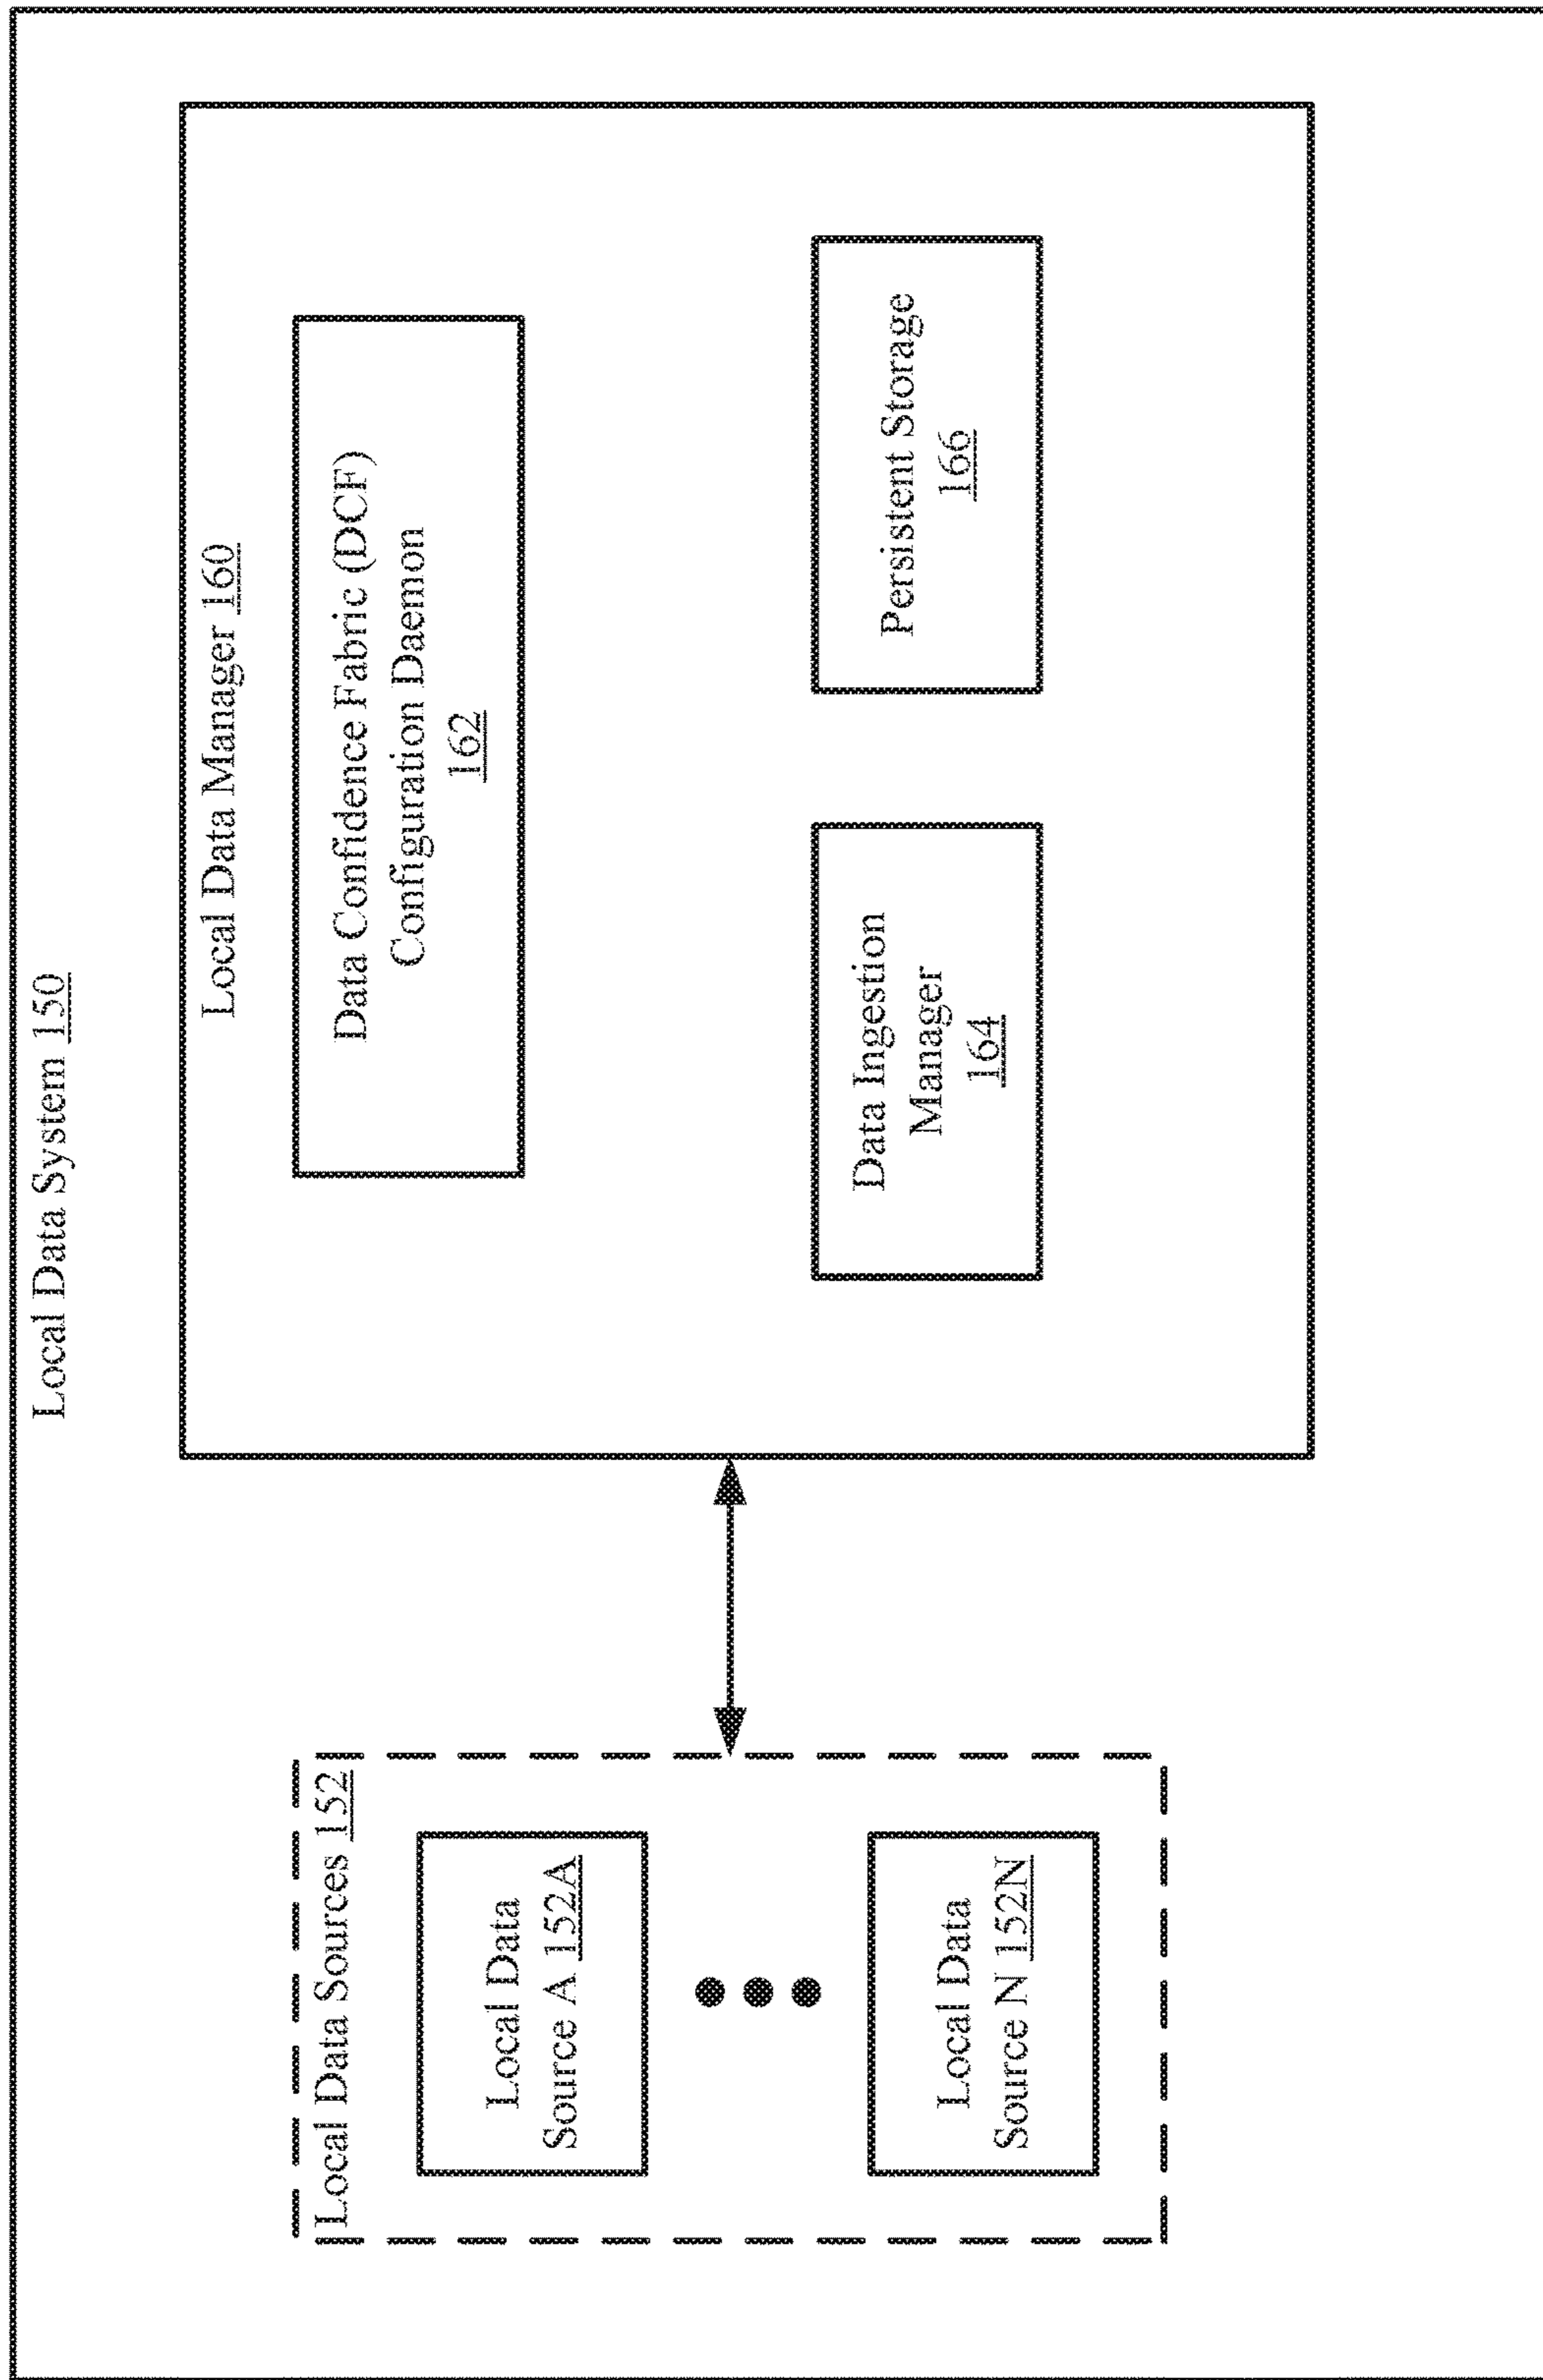 Local Data System 150
Local Data Sources 152
Local Data
Source A 152A
Local Data
Source N 152N
Local Data Manager 160
Data Confidence Fabric (DCF)
Configuration Daemon
162
Data Ingestion
Manager
164
Persistent Storage
166